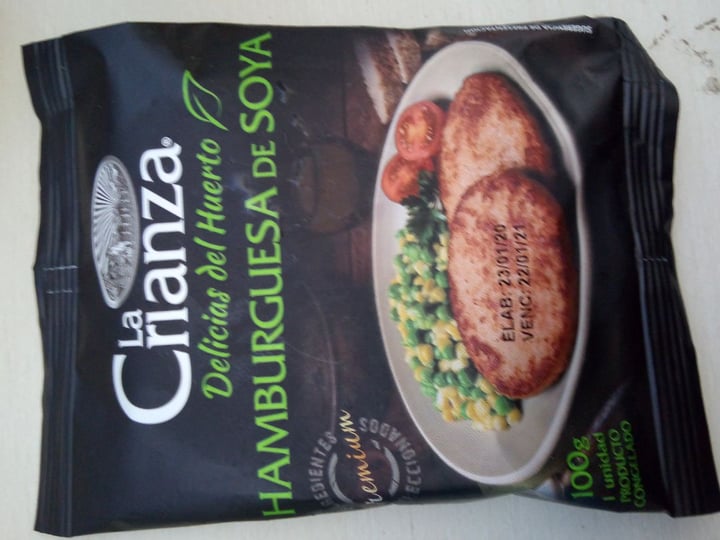 La
Crianza®
Delicias del Huerto
HAMBURGUESA DE SOYA
Premium
ELAB: 23/01/20
VENC: 22/01/21
100g
1 unidad
PRODUCTO
CONGELADO